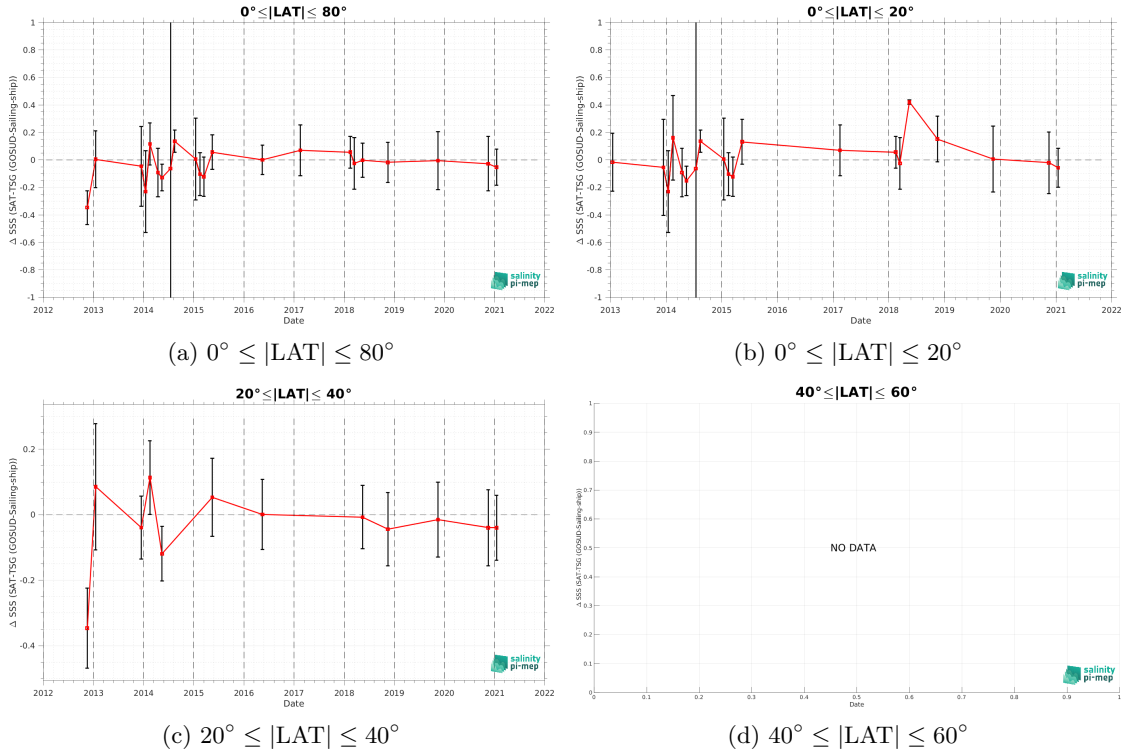 0°≤|LAT|≤ 80°
Δ SSS (SAT-TSG (GOSUD-Sailing-ship))
1
0.8
0.6
0.4
0.2
0
-0.2
-0.4
-0.6
-0.8
-1
2012 2013 2014 2015 2016 2017 2018 2019 2020 2021 2022
Date
salinity
pi-mep
(a) 0° ≤ |LAT| ≤ 80°
0°≤|LAT|≤ 20°
Δ SSS (SAT-TSG (GOSUD-Sailing-ship))
1
0.8
0.6
0.4
0.2
0
-0.2
-0.4
-0.6
-0.8
-1
2013 2014 2015 2016 2017 2018 2019 2020 2021 2022
Date
salinity
pi-mep
(b) 0° ≤ |LAT| ≤ 20°
20°≤|LAT|≤ 40°
Δ SSS (SAT-TSG (GOSUD-Sailing-ship))
0.2
0
-0.2
-0.4
2012 2013 2014 2015 2016 2017 2018 2019 2020 2021 2022
Date
salinity
pi-mep
(c) 20° ≤ |LAT| ≤ 40°
40°≤|LAT|≤ 60°
Δ SSS (SAT-TSG (GOSUD-Sailing-ship))
1
0.9
0.8
0.7
0.6
0.5
0.4
0.3
0.2
0.1
0
NO DATA
0 0.1 0.2 0.3 0.4 0.5 0.6 0.7 0.8 0.9 1
Date
salinity
pi-mep
(d) 40° ≤ |LAT| ≤ 60°